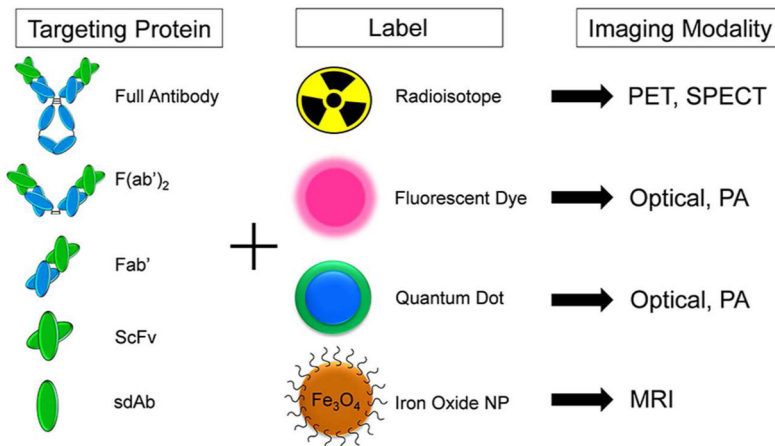 Targeting Protein
Label
Imaging Modality
Full Antibody
Radioisotope
PET, SPECT
F(ab')₂
Fluorescent Dye
Optical, PA
+
Fab'
Quantum Dot
Optical, PA
ScFv
sdAb
Fe₃O₄
Iron Oxide NP
MRI